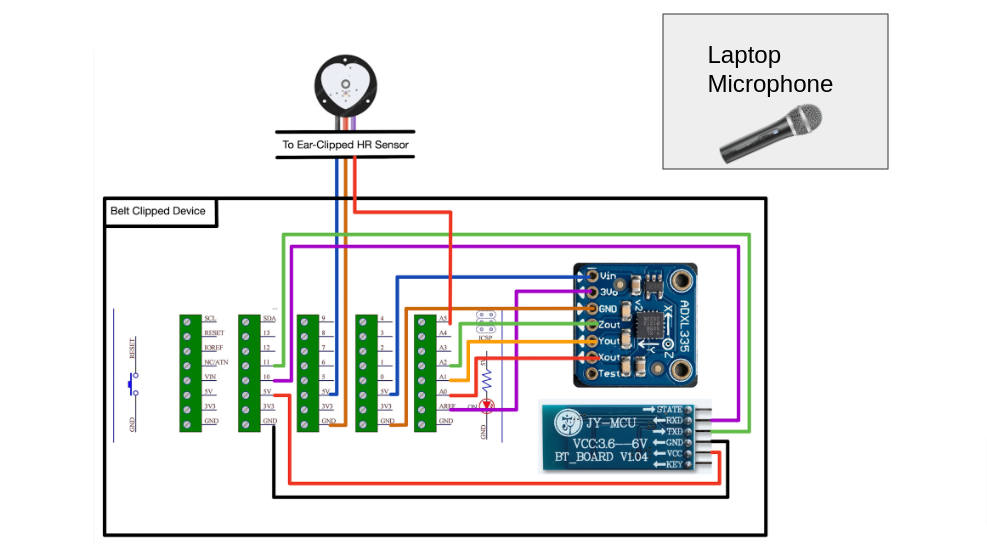 Laptop
Microphone
To Ear-Clipped HR Sensor
Belt Clipped Device
RESET
GND
SCL
RESET
IOREF
NC/ATN
VIN
5V
3V3
GND
SDA
13
12
11
10
5V
3V3
GND
9
8
7
6
5
5V
3V3
GND
4
3
2
1
0
5V
3V3
GND
A5
A4
A3
A2
A1
A0
AREF
GND
ICSP
5V
ON
GND
Vin
3Vo
GND
Zout
Yout
Xout
Test
V2
X
Y
Z
ADXL335
JY-MCU
VCC:3.6--6V
BT_BOARD V1.04
STATE
RXD
TXD
GND
VCC
KEY